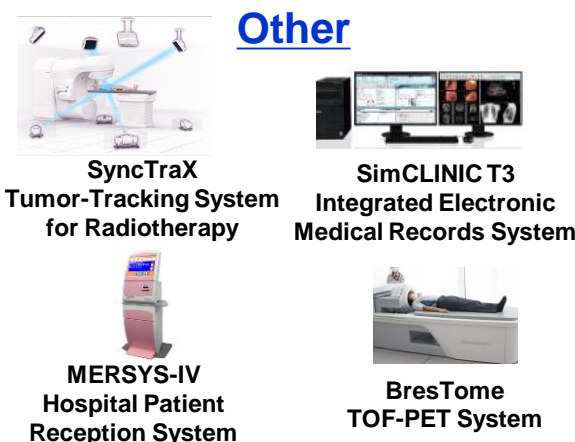 Other
SyncTraX
Tumor-Tracking System
for Radiotherapy
SimCLINIC T3
Integrated Electronic
Medical Records System
MERSYS-IV
Hospital Patient
Reception System
BresTome
TOF-PET System